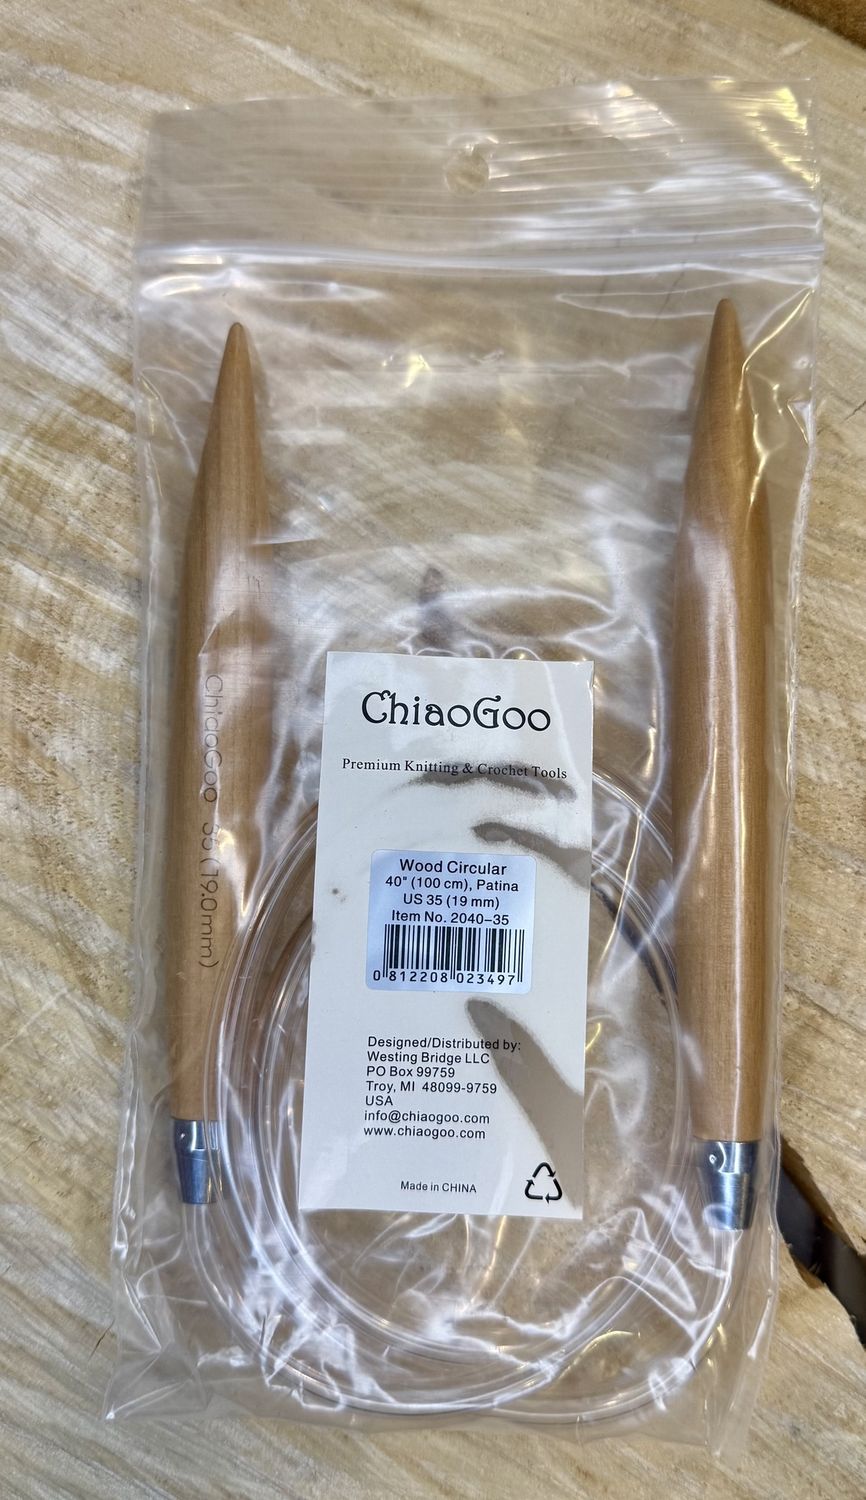 ChiaoGoo
Premium Knitting & Crochet Tools
Wood Circular
40" (100 cm), Patina
US 35 (19 mm)
Item No. 2040-35
0 812208 023497
Designed/Distributed by:
Westing Bridge LLC
PO Box 99759
Troy, MI 48099-9759
USA
info@chiaogoo.com
www.chiaogoo.com
Made in CHINA
ChiaoGoo 35 (19.0mm)